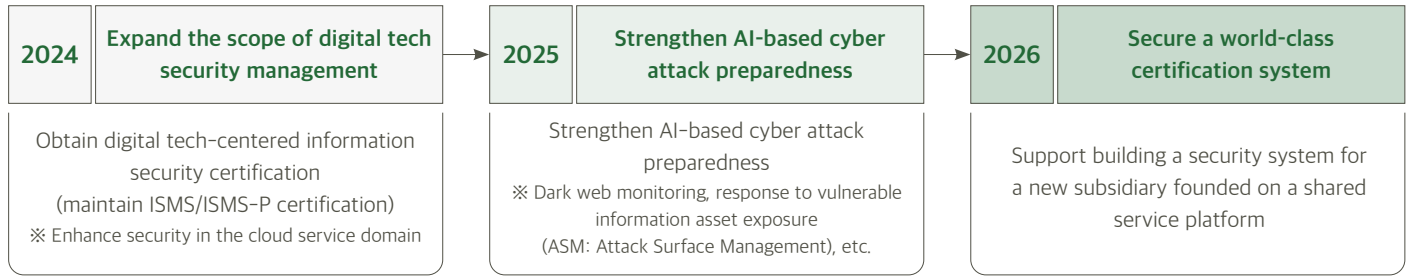 2024
Expand the scope of digital tech
security management
Obtain digital tech-centered information
security certification
(maintain ISMS/ISMS-P certification)
※ Enhance security in the cloud service domain
2025
Strengthen AI-based cyber
attack preparedness
Strengthen AI-based cyber attack
preparedness
※ Dark web monitoring, response to vulnerable
information asset exposure
(ASM: Attack Surface Management), etc.
2026
Secure a world-class
certification system
Support building a security system for
a new subsidiary founded on a shared
service platform